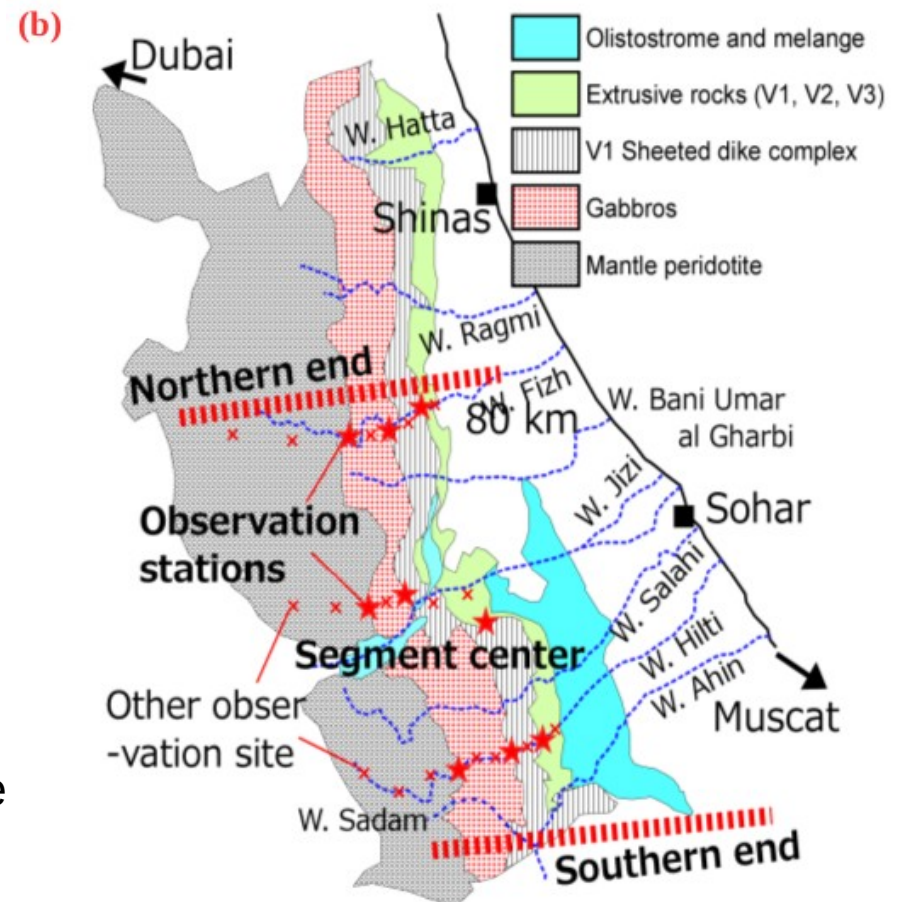 (b)
Dubai
Olistostrome and melange
Extrusive rocks (V1, V2, V3)
V1 Sheeted dike complex
Gabbros
Mantle peridotite
W. Hatta
Shinas
W. Ragmi
Northern end
W. Fizh
80 km
W. Bani Umar
al Gharbi
W. Jizi
Observation
stations
Sohar
W. Salahi
Segment center
W. Hilti
W. Ahin
Other obser
-vation site
Muscat
e
W. Sadam
Southern end